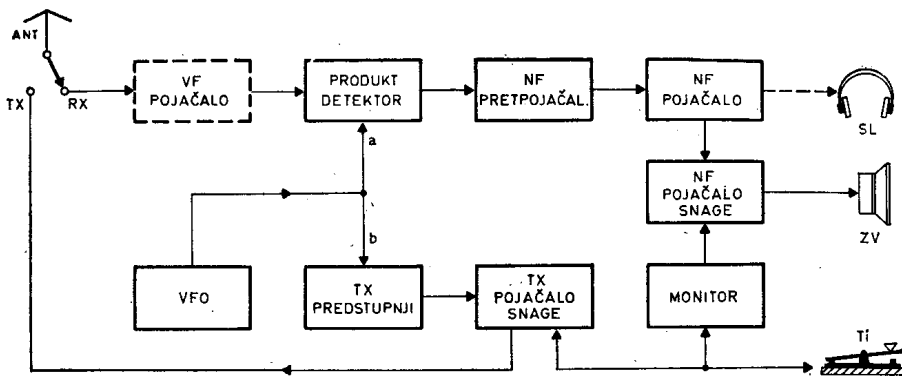 ANT
TX
RX
VF
POJAČALO
PRODUKT
DETEKTOR
NF
PRETPOJAČAL.
NF
POJAČALO
SL
a
NF
POJAČALO
SNAGE
ZV
b
VFO
TX
PREDSTUPNJI
TX
POJAČALO
SNAGE
MONITOR
Ti